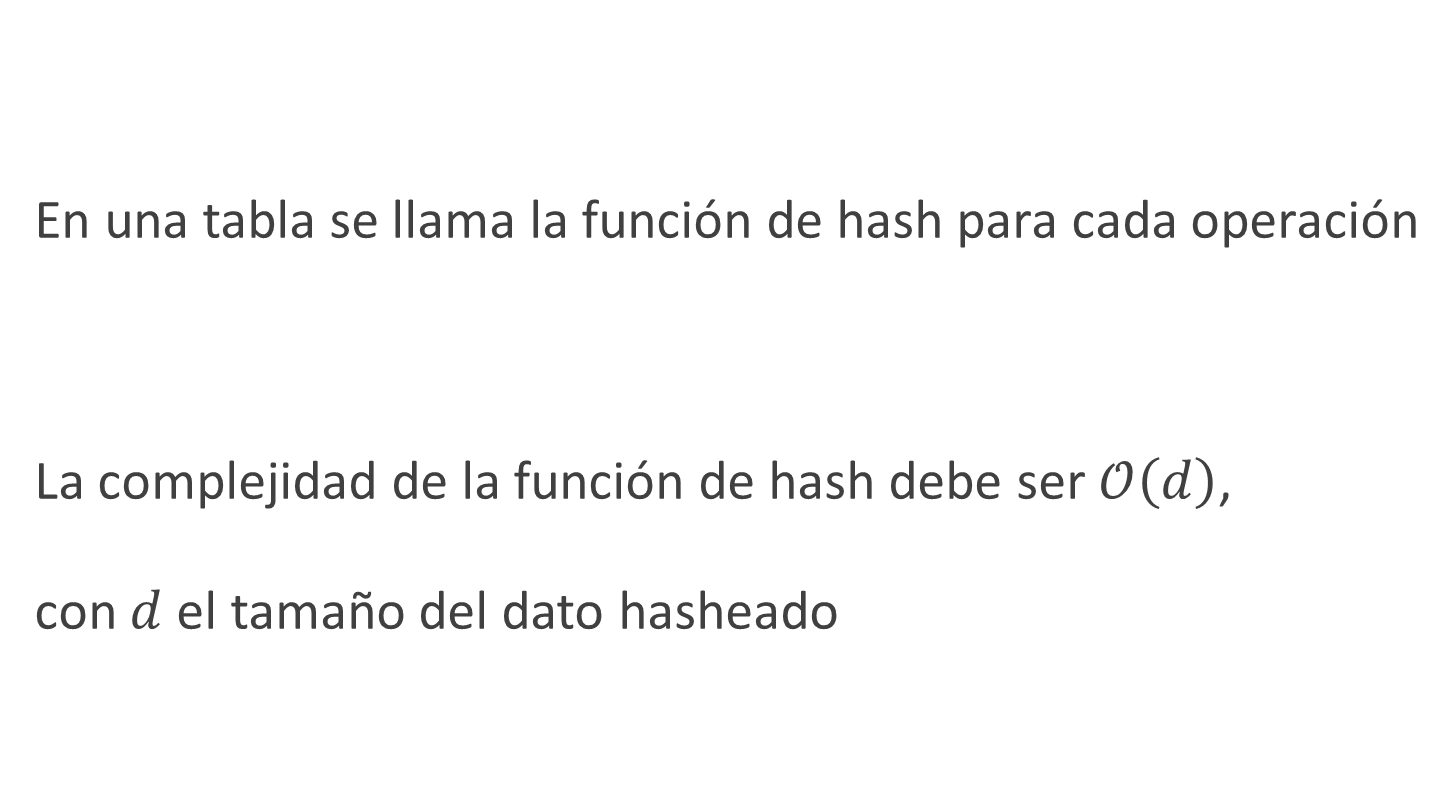 En una tabla se llama la función de hash para cada operación
La complejidad de la función de hash debe ser 𝒪(𝑑),
con 𝑑 el tamaño del dato hasheado